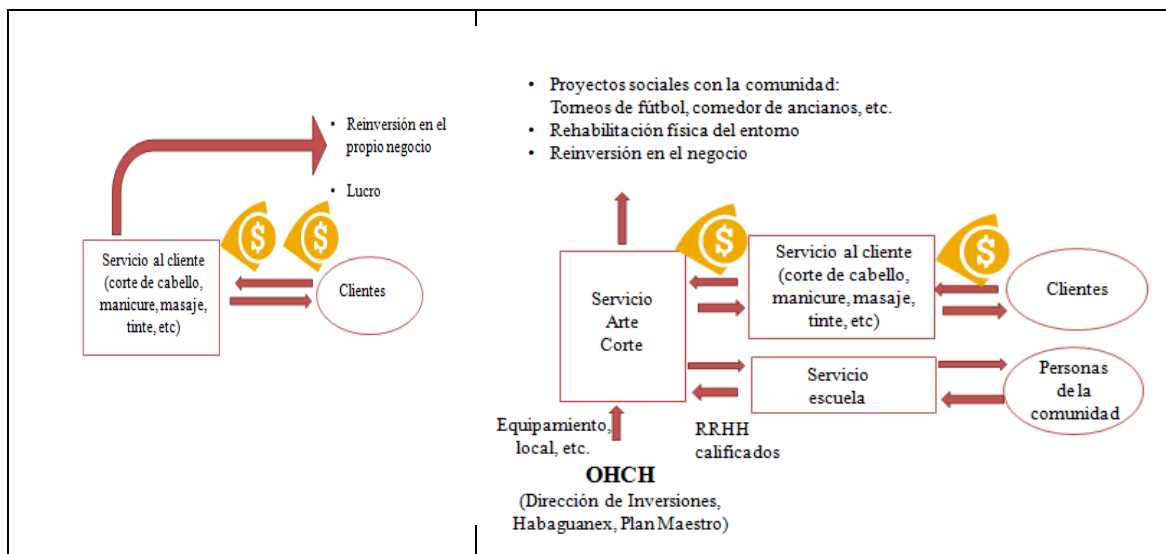 • Reinversión en el
propio negocio
• Lucro
$ $
Servicio al cliente
(corte de cabello,
manicure, masaje,
tinte, etc)
Clientes
• Proyectos sociales con la comunidad:
Torneos de fútbol, comedor de ancianos, etc.
• Rehabilitación física del entorno
• Reinversión en el negocio
Servicio
Arte
Corte
$
Servicio al cliente
(corte de cabello,
manicure, masaje,
tinte, etc)
$
Clientes
Servicio
escuela
Personas
de la
comunidad
Equipamiento,
local, etc.
RRHH
calificados
OHCH
(Dirección de Inversiones,
Habaguanex, Plan Maestro)